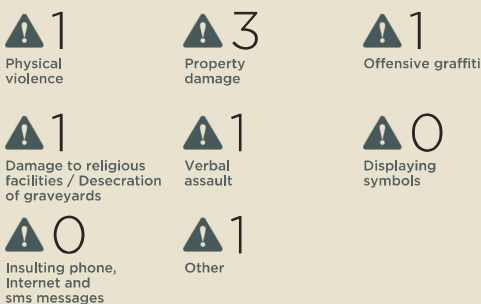 1
Physical
violence
3
Property
damage
1
Offensive graffiti
1
Damage to religious
facilities / Desecration
of graveyards
1
Verbal
assault
0
Displaying
symbols
0
Insulting phone,
Internet and
sms messages
1
Other